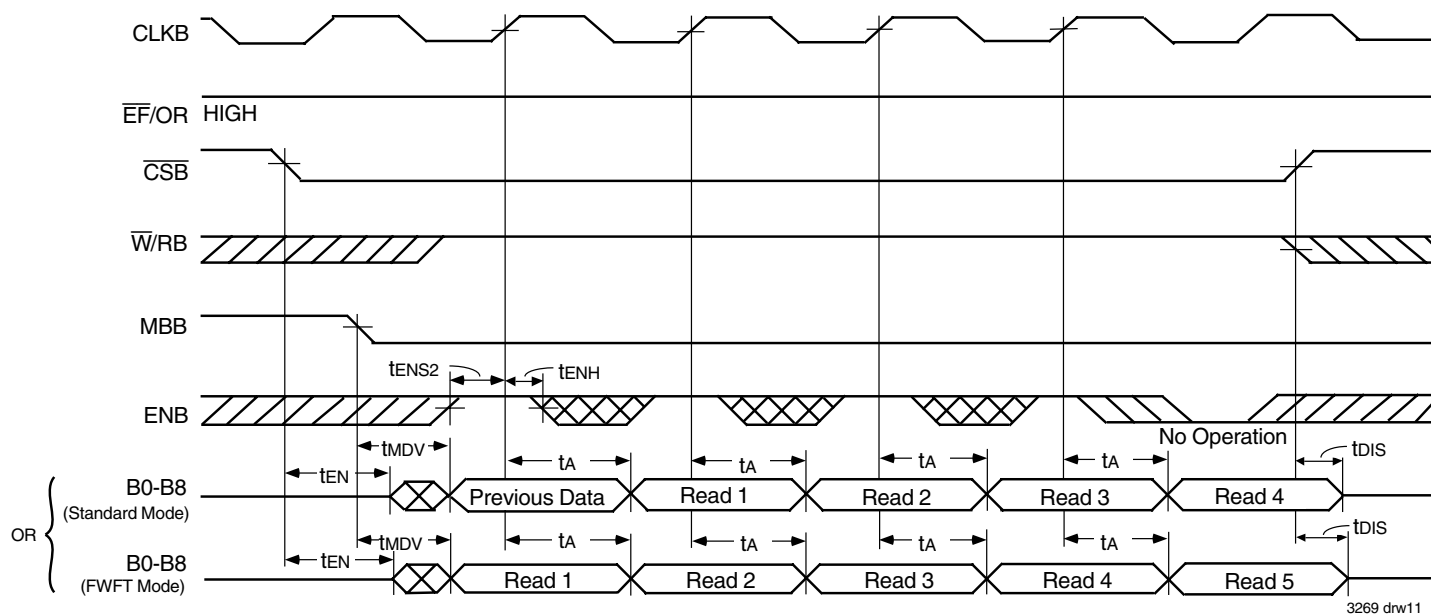 CLKB
EF/OR HIGH
CSB
W/RB
MBB
tENS2 tENH
ENB
No Operation
tMDV
tEN tA tA tA tA tDIS
B0-B8 Previous Data Read 1 Read 2 Read 3 Read 4
(Standard Mode)
OR
tMDV
tEN tA tA tA tA tDIS
B0-B8 Read 1 Read 2 Read 3 Read 4 Read 5
(FWFT Mode)
3269 drw11